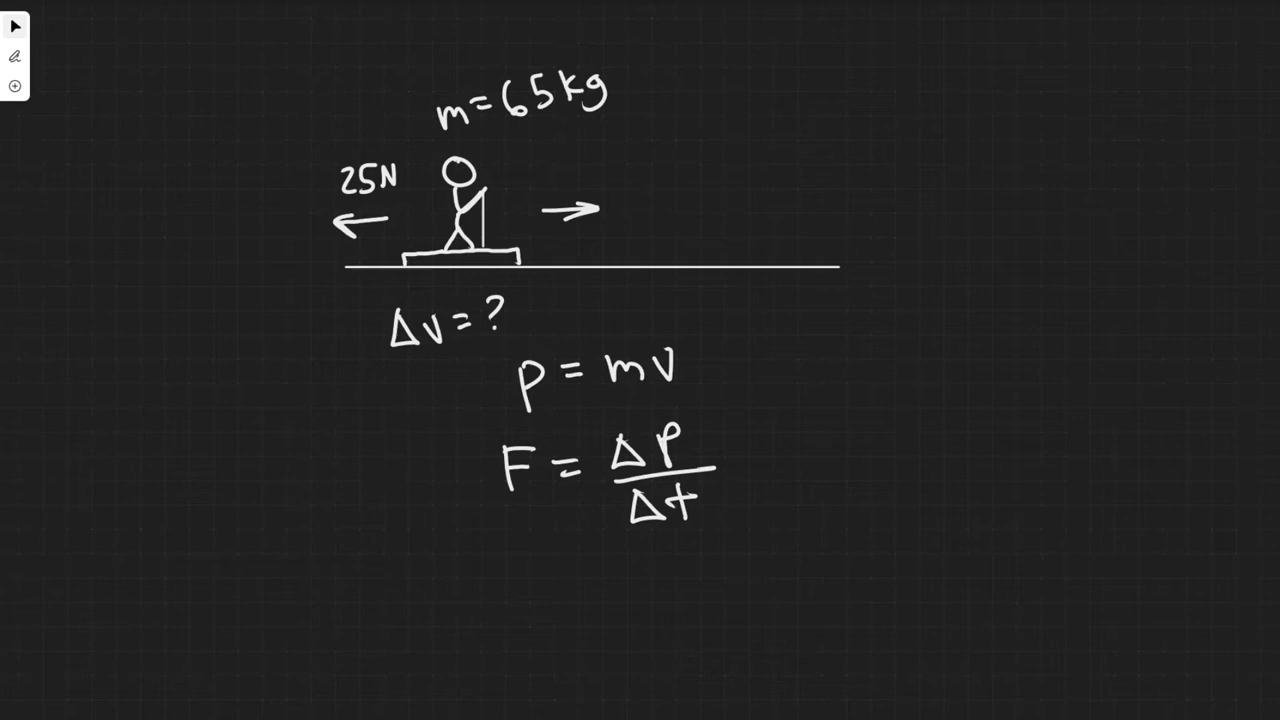 m=65kg
25N
Δv=?
p = mv
F = Δp/Δt